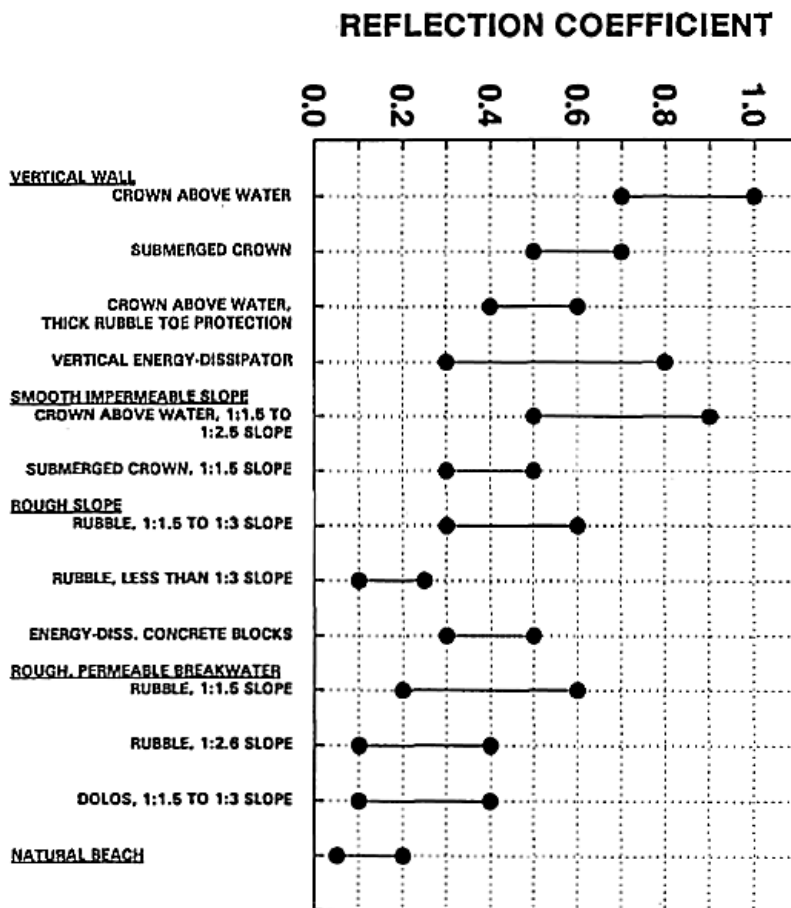 REFLECTION COEFFICIENT
0.0 0.2 0.4 0.6 0.8 1.0
VERTICAL WALL
CROWN ABOVE WATER
SUBMERGED CROWN
CROWN ABOVE WATER,
THICK RUBBLE TOE PROTECTION
VERTICAL ENERGY-DISSIPATOR
SMOOTH IMPERMEABLE SLOPE
CROWN ABOVE WATER, 1:1.5 TO
1:2.5 SLOPE
SUBMERGED CROWN, 1:1.5 SLOPE
ROUGH SLOPE
RUBBLE, 1:1.5 TO 1:3 SLOPE
RUBBLE, LESS THAN 1:3 SLOPE
ENERGY-DISS. CONCRETE BLOCKS
ROUGH, PERMEABLE BREAKWATER
RUBBLE, 1:1.5 SLOPE
RUBBLE, 1:2.6 SLOPE
DOLOS, 1:1.5 TO 1:3 SLOPE
NATURAL BEACH